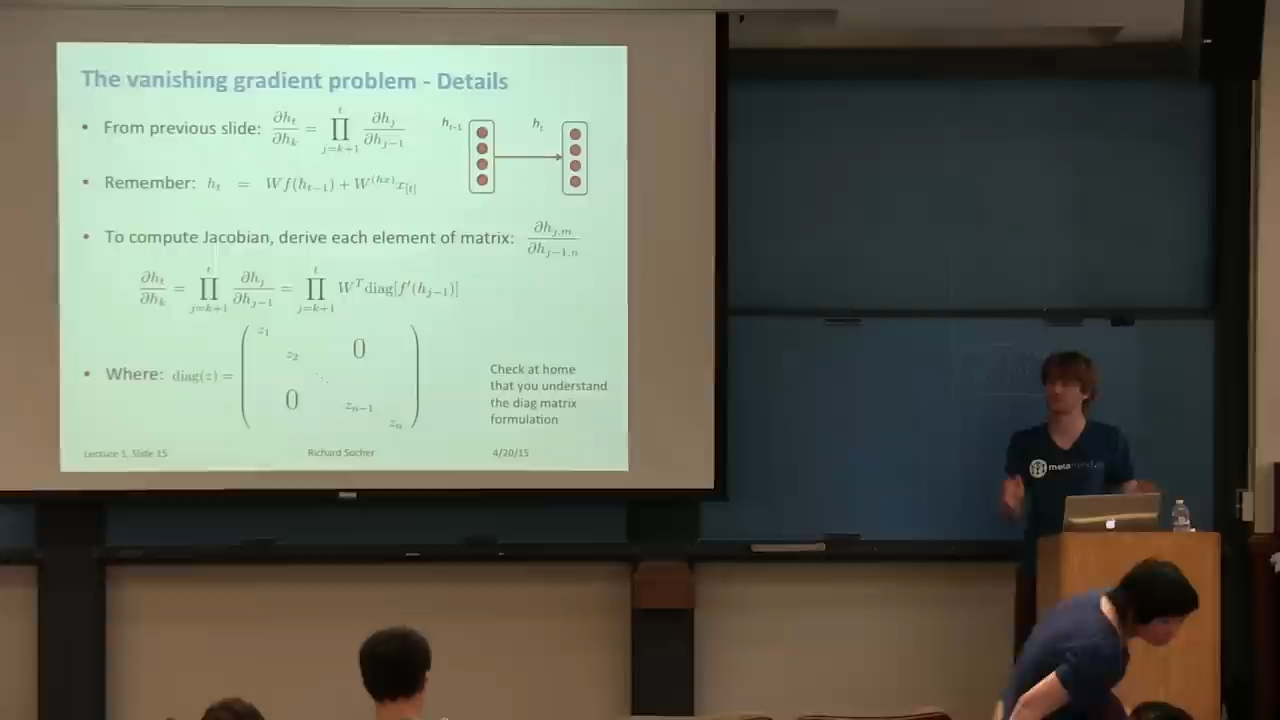 The vanishing gradient problem - Details
• From previous slide: ∂h_t/∂h_k = ∏_{j=k+1}^{t} ∂h_j/∂h_{j−1}
h_{t-1} h_t
• Remember: h_t = W f(h_{t−1}) + W^{(hx)} x_{[t]}
• To compute Jacobian, derive each element of matrix: ∂h_{j,m}/∂h_{j−1,n}
∂h_t/∂h_k = ∏_{j=k+1}^{t} ∂h_j/∂h_{j−1} = ∏_{j=k+1}^{t} W^T diag[f′(h_{j−1})]
• Where: diag(z) = ( z_1 z_2 0 ⋱ 0 z_{n−1} z_n )
Check at home
that you understand
the diag matrix
formulation
Lecture 1, Slide 15 Richard Socher 4/20/15
metamind